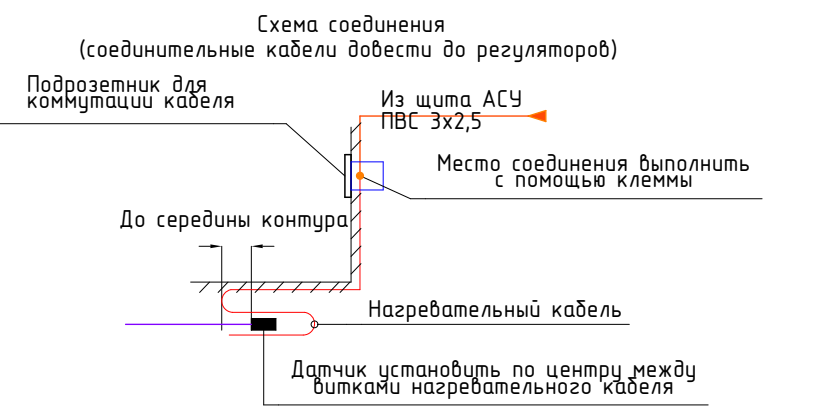 Схема соединения
(соединительные кабели довести до регуляторов)
Подрозетник для
коммутации кабеля
Из щита АСУ
ПВС 3х2,5
Место соединения выполнить
с помощью клеммы
До середины контура
Нагревательный кабель
Датчик установить по центру между
витками нагревательного кабеля